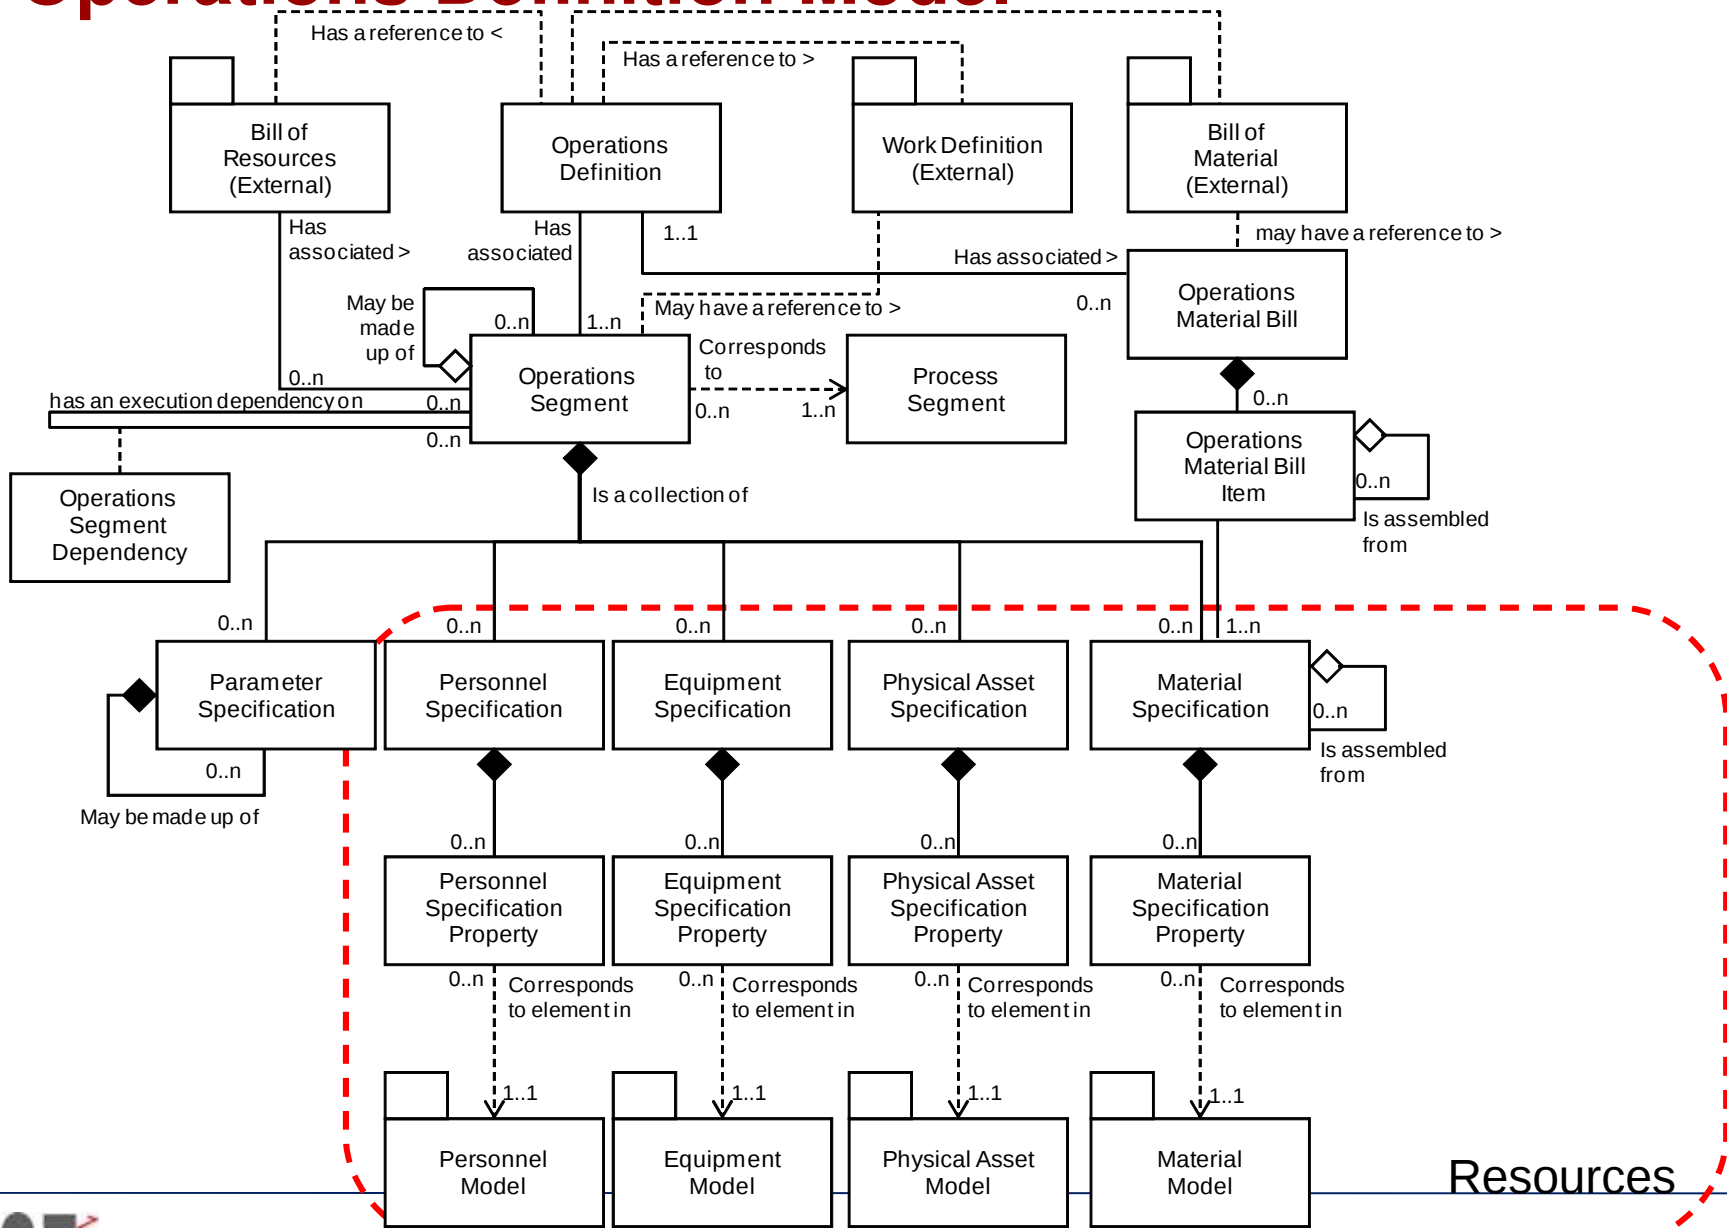 Operations Definition Model
Has a reference to <
Has a reference to >
Bill of
Resources
(External)
Operations
Definition
Work Definition
(External)
Bill of
Material
(External)
Has
associated >
Has
associated
1..1
may have a reference to >
Has associated >
0..n
Operations
Material Bill
May be
made
up of
0..n
1..n
May have a reference to >
0..n
Operations
Segment
Corresponds
to
0..n
1..n
Process
Segment
has an execution dependency on
0..n
0..n
0..n
Operations
Material Bill
Item
0..n
Is assembled
from
Operations
Segment
Dependency
Is a collection of
0..n
0..n
0..n
0..n
0..n
1..n
Parameter
Specification
Personnel
Specification
Equipment
Specification
Physical Asset
Specification
Material
Specification
0..n
Is assembled
from
0..n
May be made up of
0..n
0..n
0..n
0..n
Personnel
Specification
Property
Equipment
Specification
Property
Physical Asset
Specification
Property
Material
Specification
Property
0..n
Corresponds
to element in
0..n
Corresponds
to element in
0..n
Corresponds
to element in
0..n
Corresponds
to element in
1..1
1..1
1..1
1..1
Personnel
Model
Equipment
Model
Physical Asset
Model
Material
Model
Resources